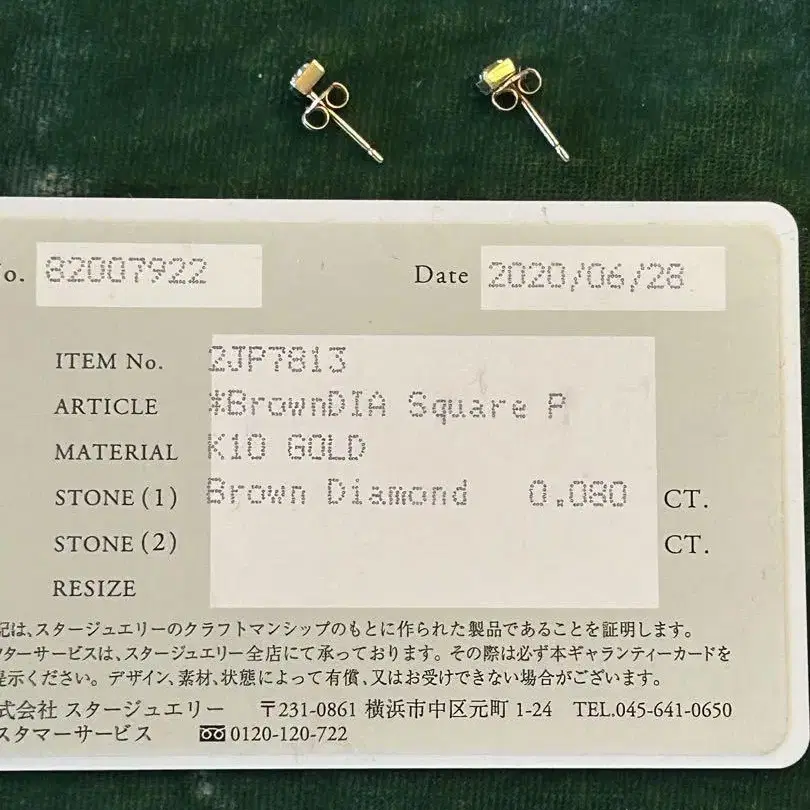 o. 82007922 Date 2020/06/28
ITEM No. 2JP7813
ARTICLE *BrownDIA Square P
MATERIAL K10 GOLD
STONE (1) Brown Diamond 0.080 CT.
STONE (2) CT.
RESIZE
記は、スタージュエリーのクラフトマンシップのもとに作られた製品であることを証明します。
フターサービスは、スタージュエリー全店にて承っております。その際は必ず本ギャランティーカードを
提示ください。デザイン、素材、状態によって有償、又はお受けできない場合がございます。
式会社 スタージュエリー 〒231-0861 横浜市中区元町 1-24 TEL.045-641-0650
スタマーサービス 0120-120-722